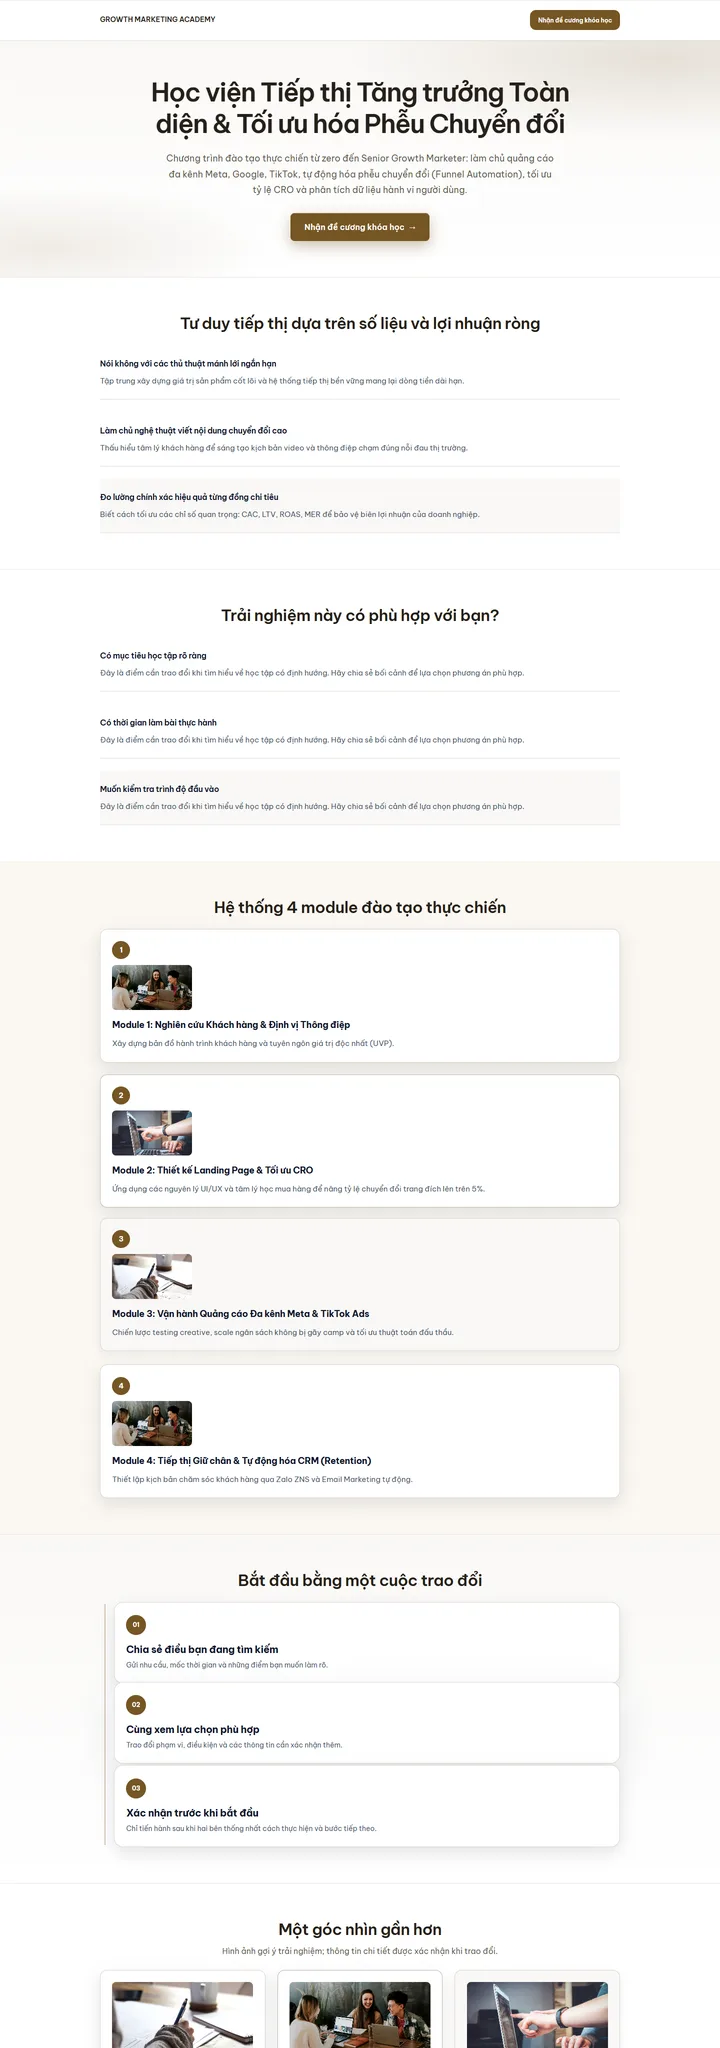 GROWTH MARKETING ACADEMY
Nhận đề cương khóa học
Học viện Tiếp thị Tăng trưởng Toàn
diện & Tối ưu hóa Phễu Chuyển đổi
Chương trình đào tạo thực chiến từ zero đến Senior Growth Marketer: làm chủ quảng cáo
đa kênh Meta, Google, TikTok, tự động hóa phễu chuyển đổi (Funnel Automation), tối ưu
tỷ lệ CRO và phân tích dữ liệu hành vi người dùng.
Nhận đề cương khóa học →
Tư duy tiếp thị dựa trên số liệu và lợi nhuận ròng
Nói không với các thủ thuật mánh lới ngắn hạn
Tập trung xây dựng giá trị sản phẩm cốt lõi và hệ thống tiếp thị bền vững mang lại dòng tiền dài hạn.
Làm chủ nghệ thuật viết nội dung chuyển đổi cao
Thấu hiểu tâm lý khách hàng để sáng tạo kịch bản video và thông điệp chạm đúng nỗi đau thị trường.
Đo lường chính xác hiệu quả từng đồng chi tiêu
Biết cách tối ưu các chỉ số quan trọng: CAC, LTV, ROAS, MER để bảo vệ biên lợi nhuận của doanh nghiệp.
Trải nghiệm này có phù hợp với bạn?
Có mục tiêu học tập rõ ràng
Đây là điểm cần trao đổi khi tìm hiểu về học tập có định hướng. Hãy chia sẻ bối cảnh để lựa chọn phương án phù hợp.
Có thời gian làm bài thực hành
Đây là điểm cần trao đổi khi tìm hiểu về học tập có định hướng. Hãy chia sẻ bối cảnh để lựa chọn phương án phù hợp.
Muốn kiểm tra trình độ đầu vào
Đây là điểm cần trao đổi khi tìm hiểu về học tập có định hướng. Hãy chia sẻ bối cảnh để lựa chọn phương án phù hợp.
Hệ thống 4 module đào tạo thực chiến
1
Module 1: Nghiên cứu Khách hàng & Định vị Thông điệp
Xây dựng bản đồ hành trình khách hàng và tuyên ngôn giá trị độc nhất (UVP).
2
Module 2: Thiết kế Landing Page & Tối ưu CRO
Ứng dụng các nguyên lý UI/UX và tâm lý học mua hàng để nâng tỷ lệ chuyển đổi trang đích lên trên 5%.
3
Module 3: Vận hành Quảng cáo Đa kênh Meta & TikTok Ads
Chiến lược testing creative, scale ngân sách không bị gãy camp và tối ưu thuật toán đấu thầu.
4
Module 4: Tiếp thị Giữ chân & Tự động hóa CRM (Retention)
Thiết lập kịch bản chăm sóc khách hàng qua Zalo ZNS và Email Marketing tự động.
Bắt đầu bằng một cuộc trao đổi
01
Chia sẻ điều bạn đang tìm kiếm
Gửi nhu cầu, mốc thời gian và những điểm bạn muốn làm rõ.
02
Cùng xem lựa chọn phù hợp
Trao đổi phạm vi, điều kiện và các thông tin cần xác nhận thêm.
03
Xác nhận trước khi bắt đầu
Chỉ tiến hành sau khi hai bên thống nhất cách thực hiện và bước tiếp theo.
Một góc nhìn gần hơn
Hình ảnh gợi ý trải nghiệm; thông tin chi tiết được xác nhận khi trao đổi.